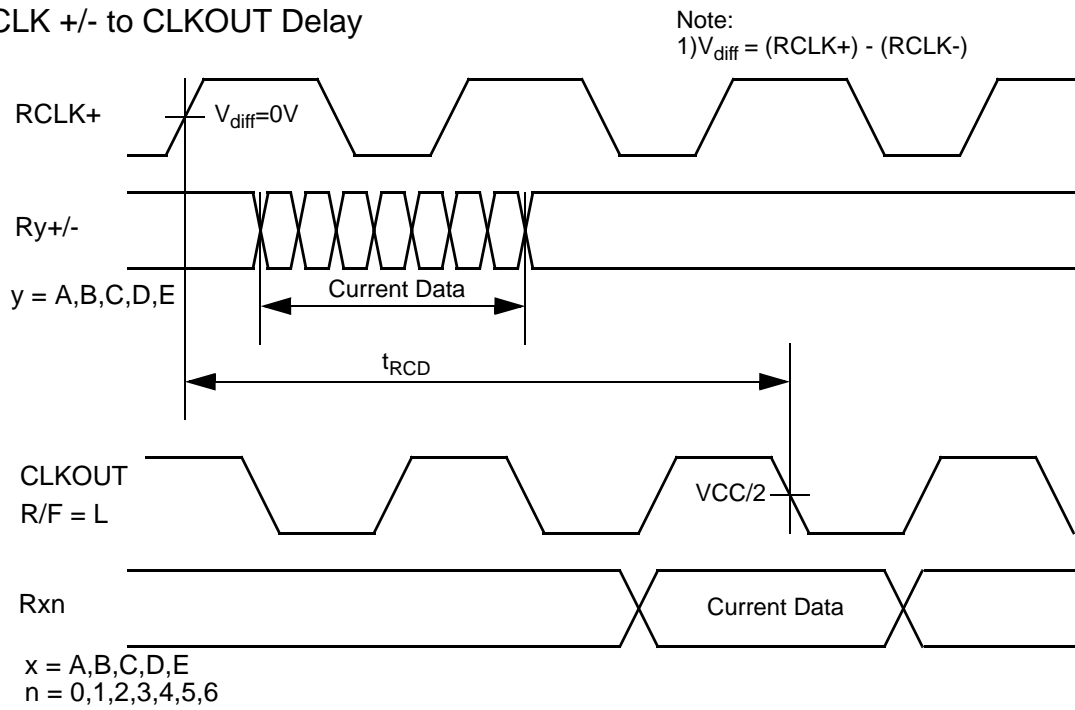 CLK +/- to CLKOUT Delay
Note:
1)Vdiff = (RCLK+) - (RCLK-)
RCLK+
Vdiff=0V
Ry+/-
y = A,B,C,D,E
Current Data
tRCD
CLKOUT
R/F = L
VCC/2
Rxn
Current Data
x = A,B,C,D,E
n = 0,1,2,3,4,5,6